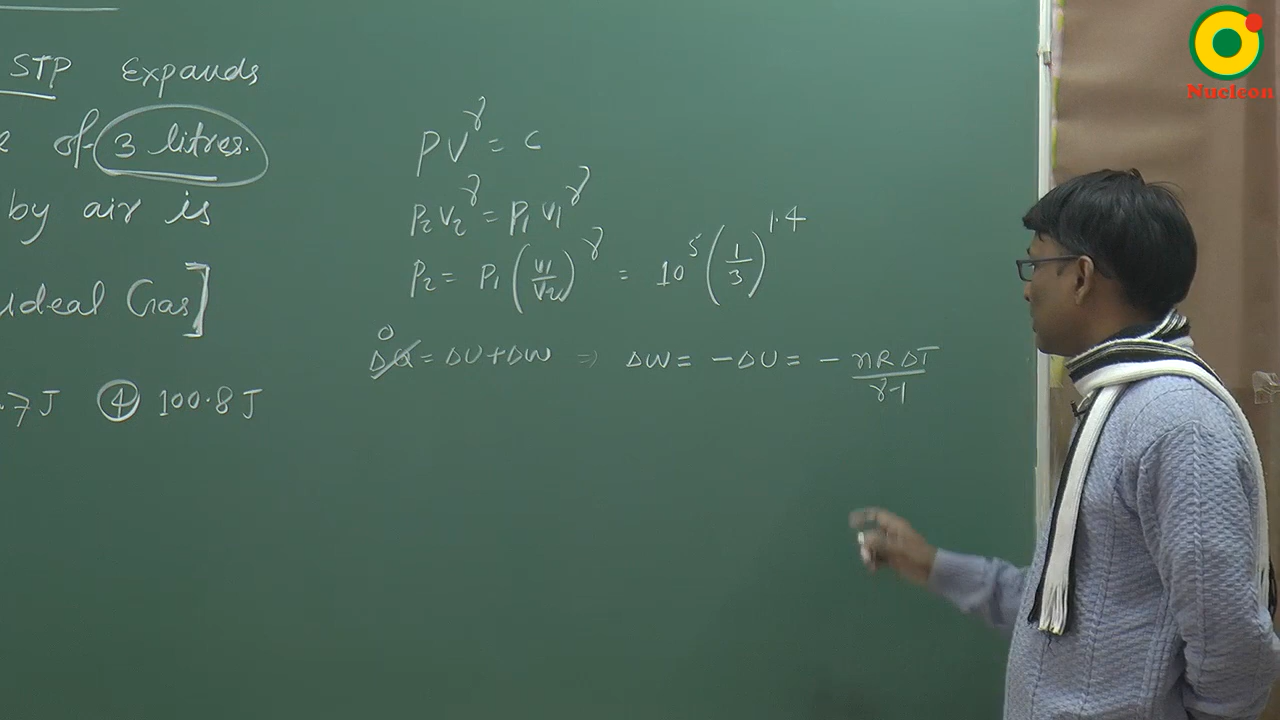 STP Expands
of 3 litres.
by air is
ideal Gas]
.7 J ④ 100.8 J
PV^γ = C
P₂V₂^γ = P₁V₁^γ
P₂ = P₁ (V₁/V₂)^γ = 10^5 (1/3)^1.4
0
ΔQ = ΔU + ΔW ⇒ ΔW = -ΔU = - nRΔT/γ-1
Nucleon